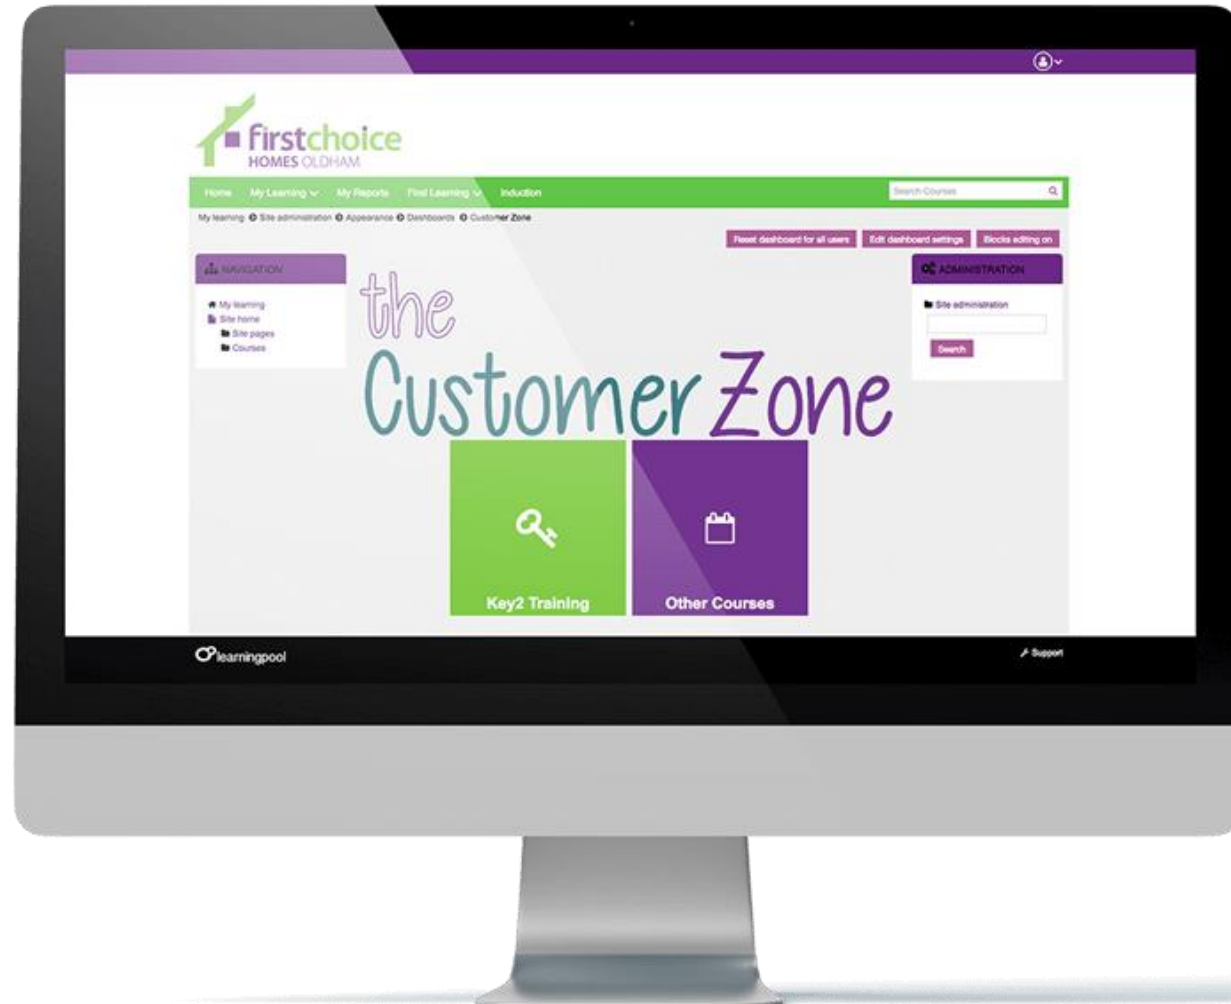 firstchoice
HOMES OLDHAM
Home My Learning My Reports Find Learning Induction Search Courses
My learning Site administration Appearance Dashboards Customer Zone
Reset dashboard for all users Edit dashboard settings Blocks editing on
NAVIGATION
My learning
Site home
Site pages
Courses
the
Customer Zone
ADMINISTRATION
Site administration
Search
Key2 Training
Other Courses
learningpool
Support